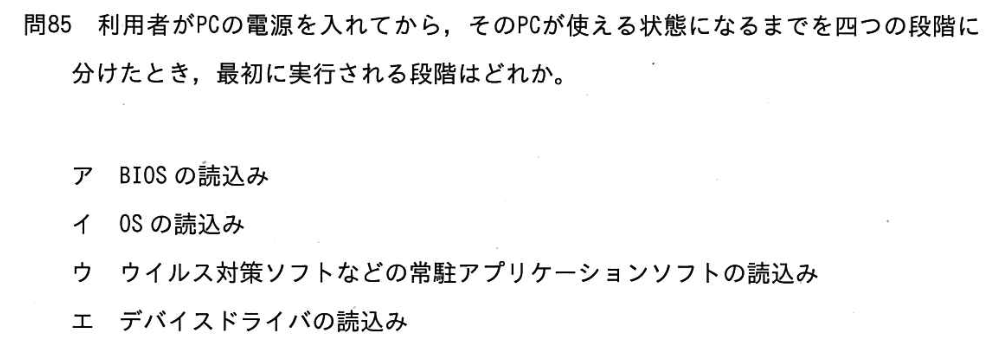 問85　利用者がPCの電源を入れてから，そのPCが使える状態になるまでを四つの段階に
分けたとき，最初に実行される段階はどれか。
ア　BIOS の読込み
イ　OS の読込み
ウ　ウイルス対策ソフトなどの常駐アプリケーションソフトの読込み
エ　デバイスドライバの読込み